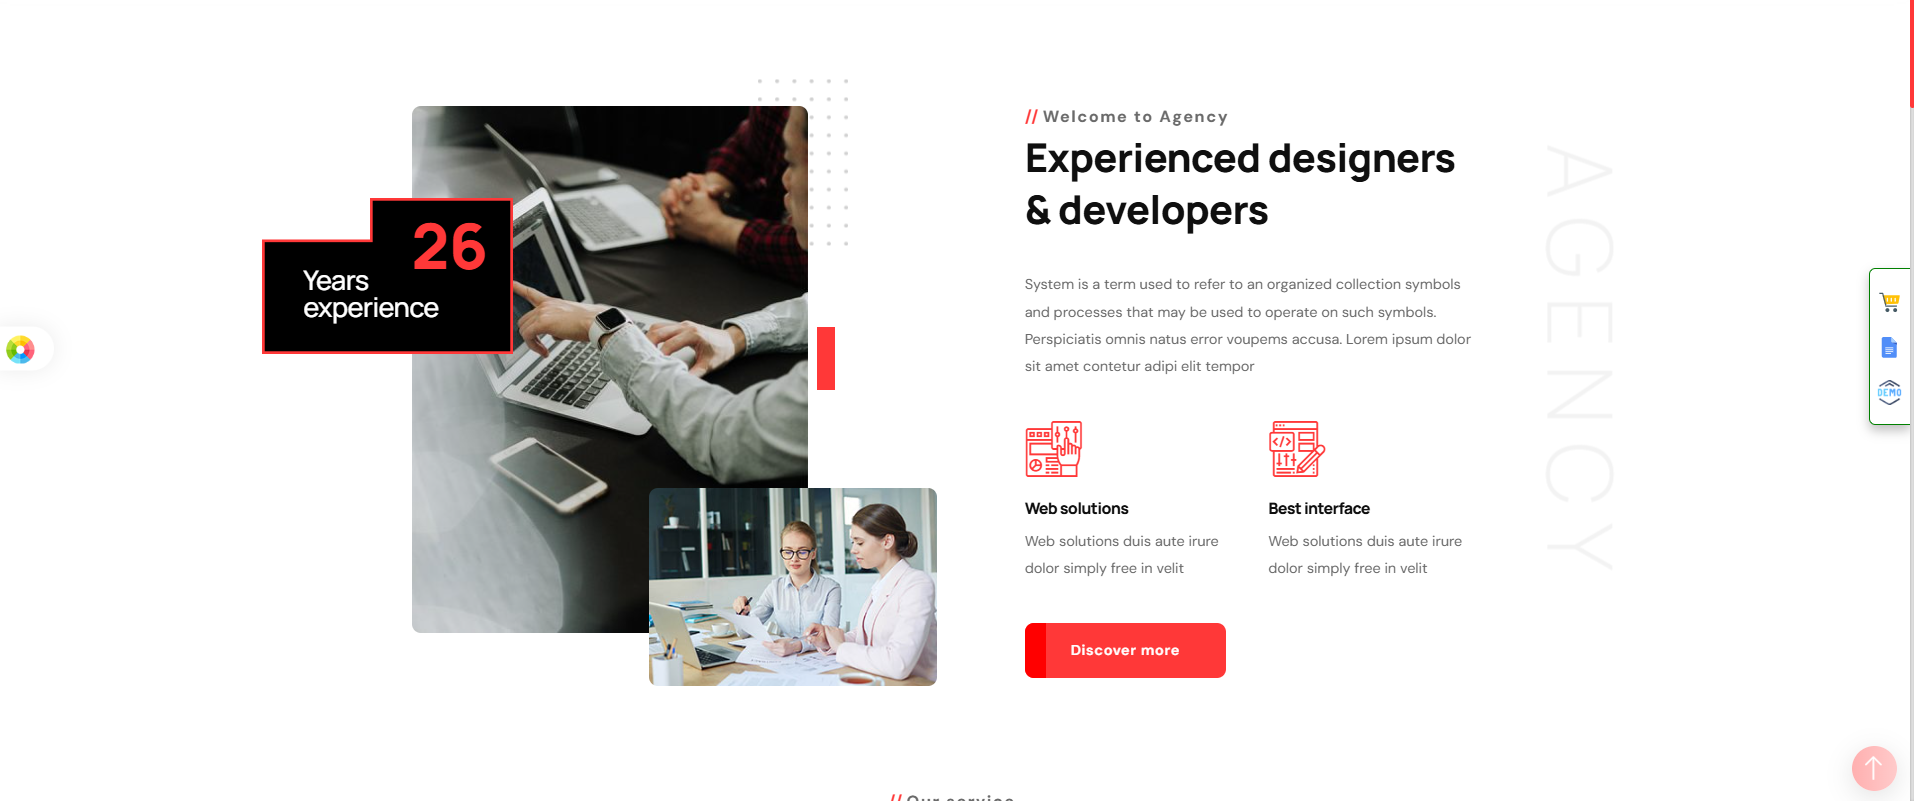 // Welcome to Agency
Experienced designers
& developers
26
Years
experience
System is a term used to refer to an organized collection symbols
and processes that may be used to operate on such symbols.
Perspiciatis omnis natus error voupems accusa. Lorem ipsum dolor
sit amet contetur adipi elit tempor
Web solutions
Web solutions duis aute irure
dolor simply free in velit
Best interface
Web solutions duis aute irure
dolor simply free in velit
Discover more
AGENCY
DEMO
// Our service